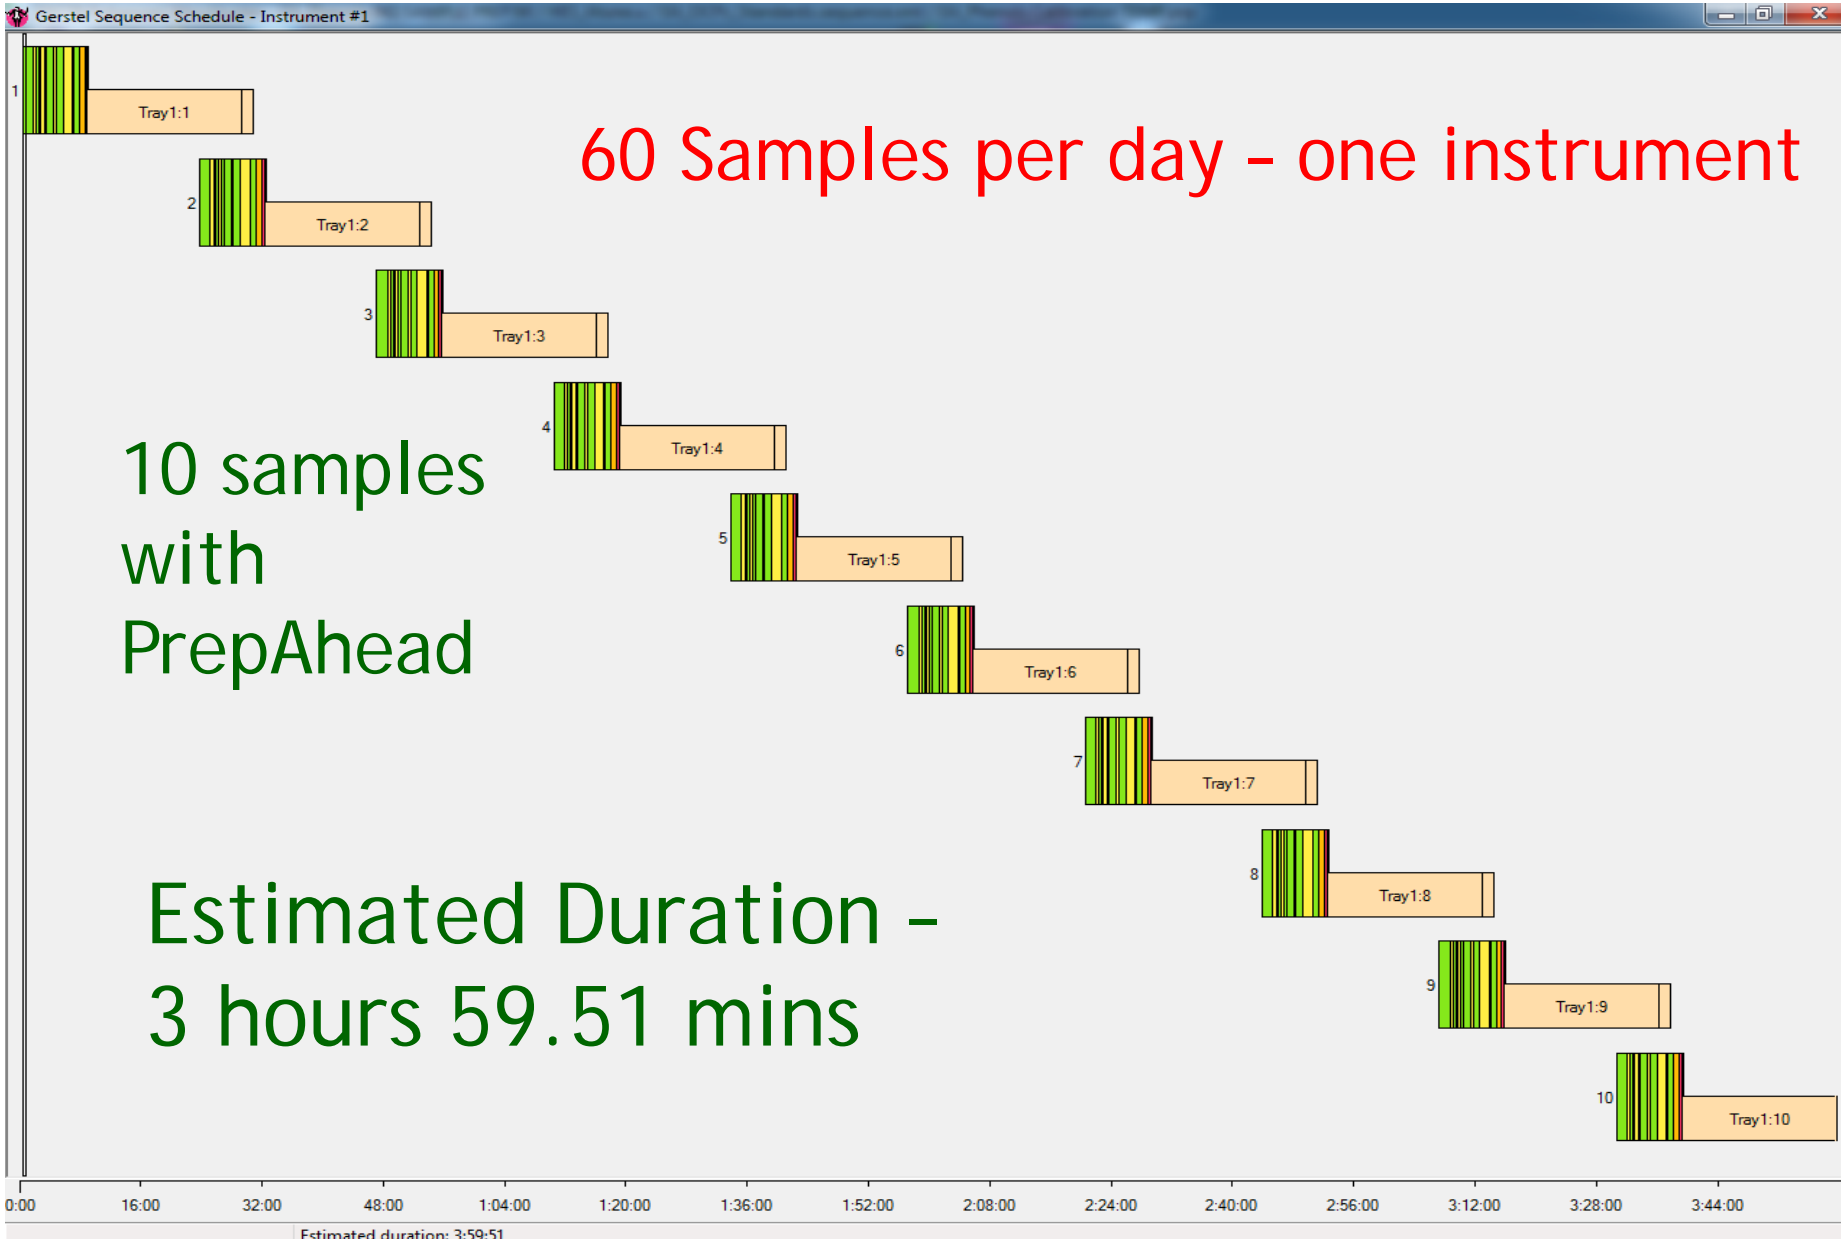 Gerstel Sequence Schedule - Instrument #1
1
Tray1:1
60 Samples per day – one instrument
2
Tray1:2
3
Tray1:3
4
Tray1:4
10 samples
with
PrepAhead
5
Tray1:5
6
Tray1:6
7
Tray1:7
8
Tray1:8
Estimated Duration –
3 hours 59.51 mins
9
Tray1:9
10
Tray1:10
0:00 16:00 32:00 48:00 1:04:00 1:20:00 1:36:00 1:52:00 2:08:00 2:24:00 2:40:00 2:56:00 3:12:00 3:28:00 3:44:00
Estimated duration: 3:59:51